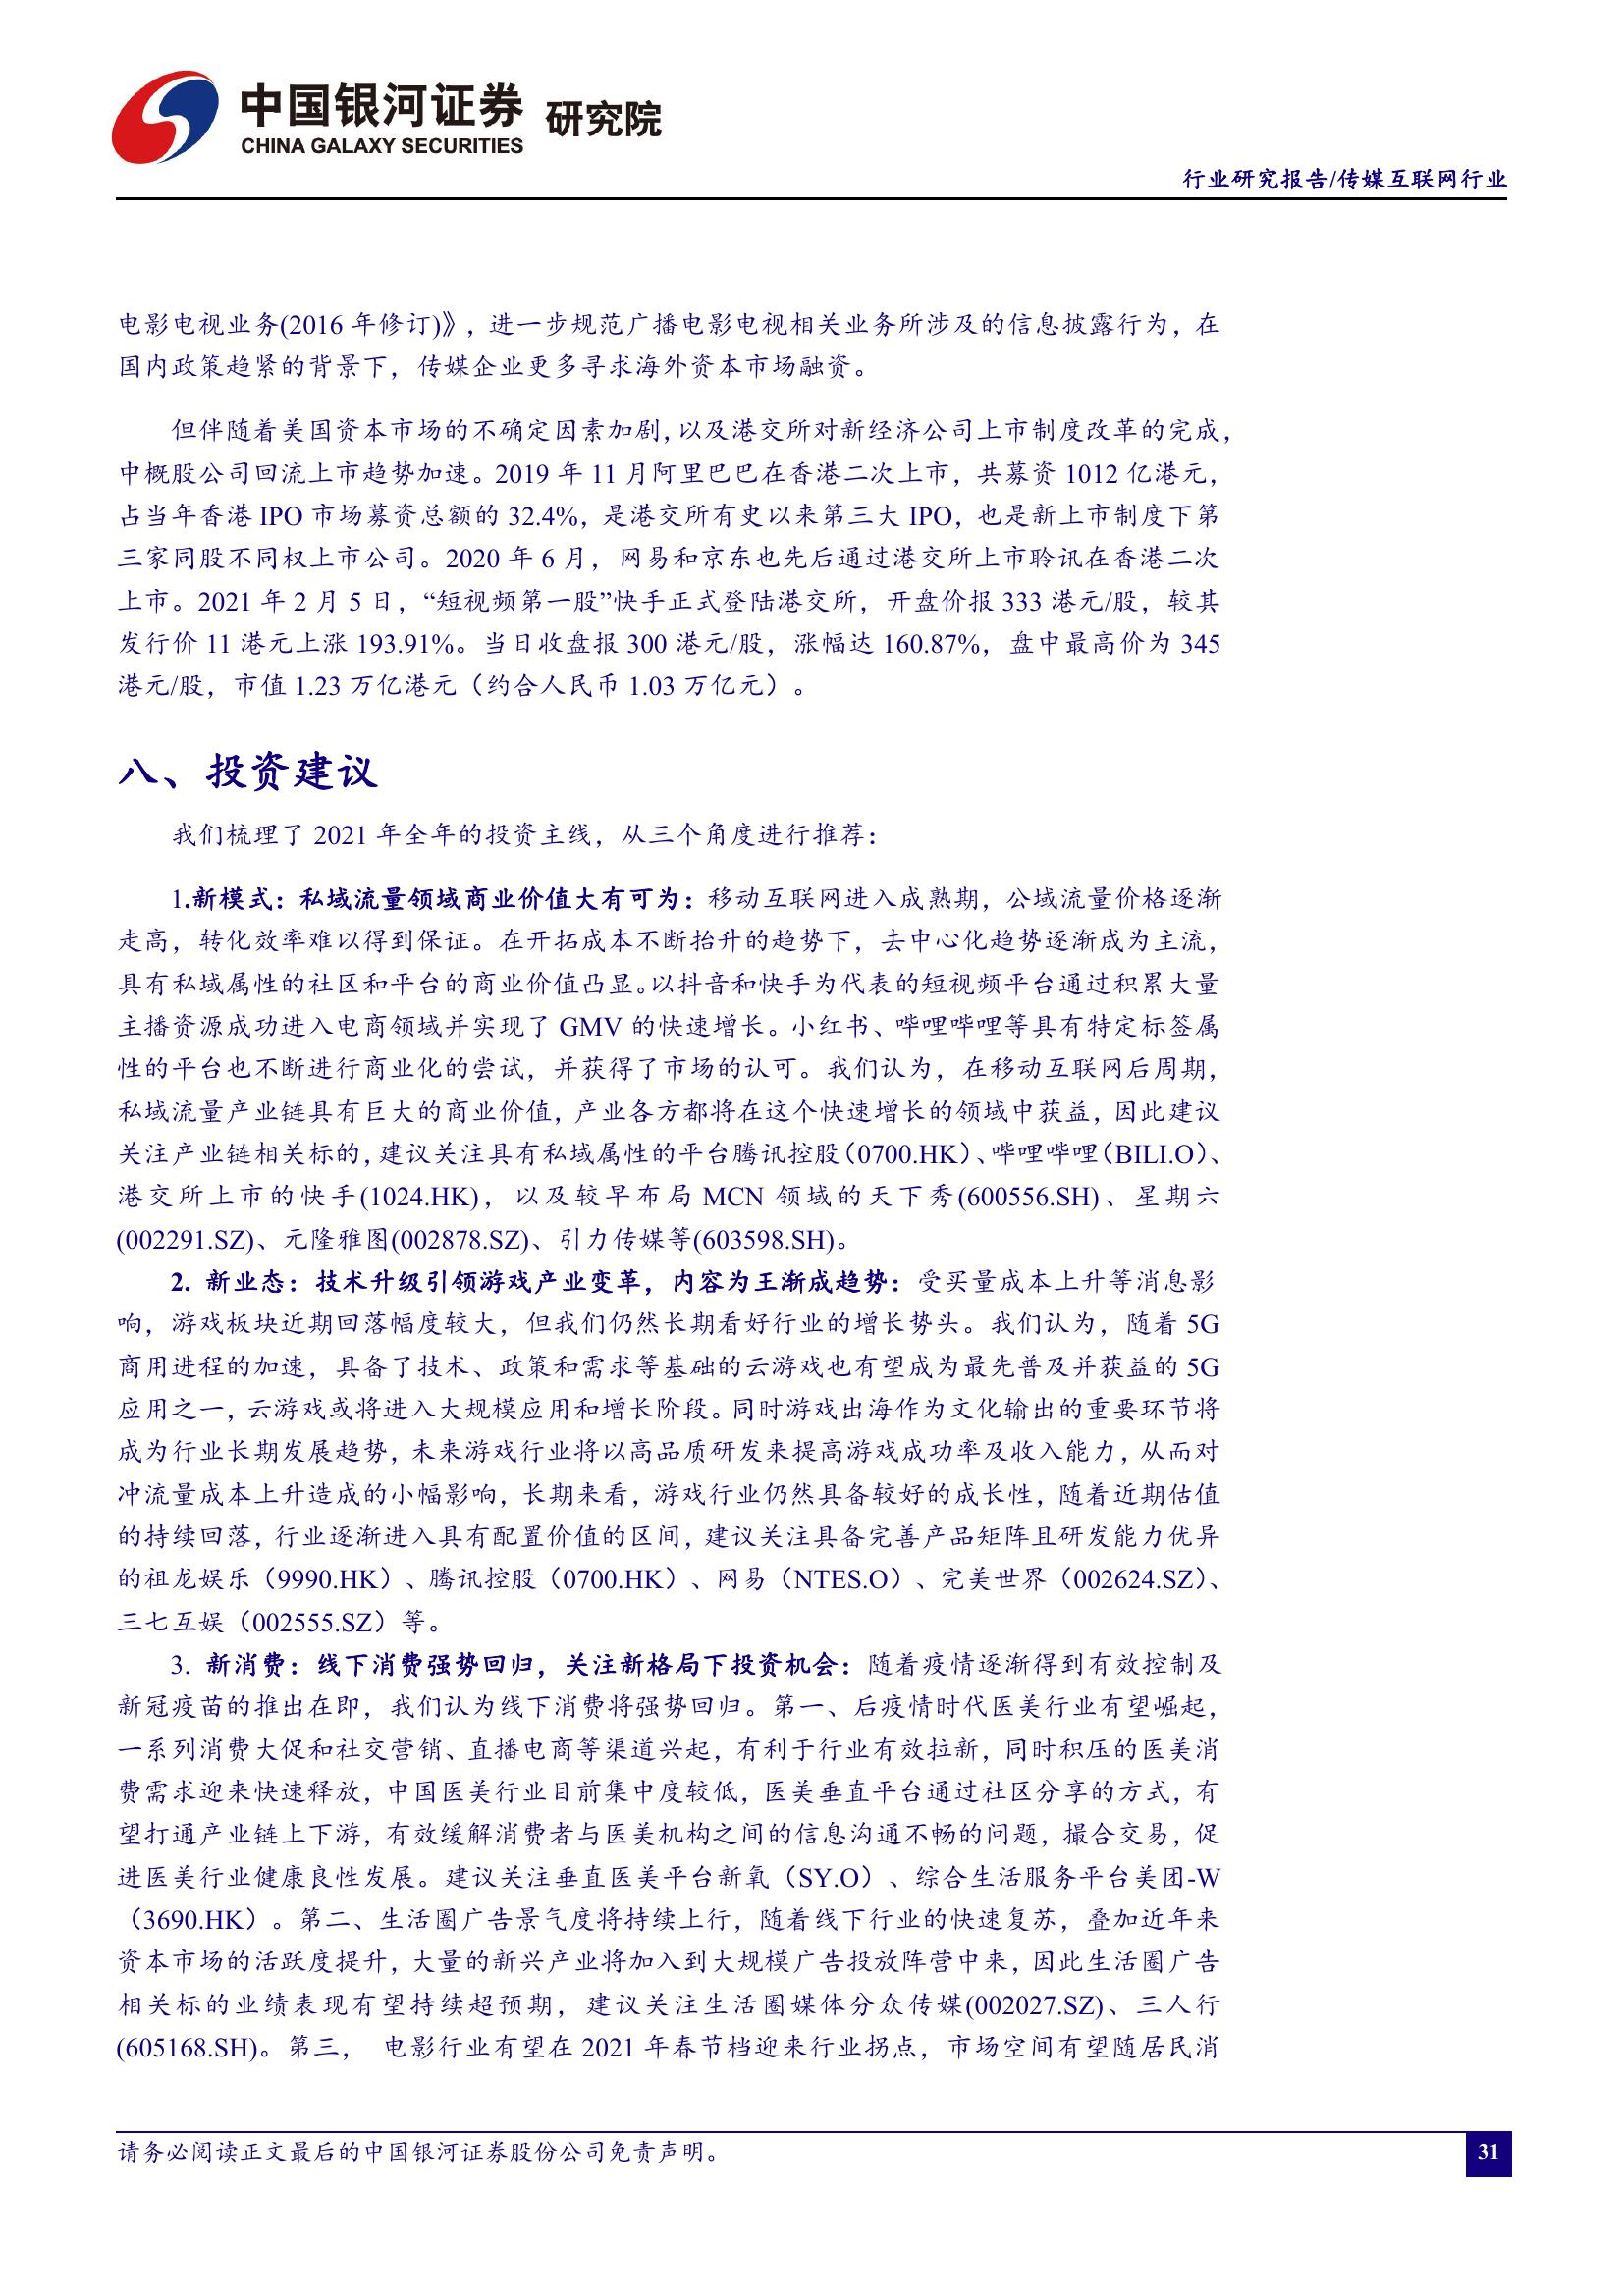 中国银河证券 研究院
CHINA GALAXY SECURITIES
行业研究报告/传媒互联网行业
电影电视业务(2016 年修订)》，进一步规范广播电影电视相关业务所涉及的信息披露行为，在
国内政策趋紧的背景下，传媒企业更多寻求海外资本市场融资。
但伴随着美国资本市场的不确定因素加剧，以及港交所对新经济公司上市制度改革的完成，
中概股公司回流上市趋势加速。2019 年 11 月阿里巴巴在香港二次上市，共募资 1012 亿港元，
占当年香港 IPO 市场募资总额的 32.4%，是港交所有史以来第三大 IPO，也是新上市制度下第
三家同股不同权上市公司。2020 年 6 月，网易和京东也先后通过港交所上市聆讯在香港二次
上市。2021 年 2 月 5 日，“短视频第一股”快手正式登陆港交所，开盘价报 333 港元/股，较其
发行价 11 港元上涨 193.91%。当日收盘报 300 港元/股，涨幅达 160.87%，盘中最高价为 345
港元/股，市值 1.23 万亿港元（约合人民币 1.03 万亿元）。
八、投资建议
我们梳理了 2021 年全年的投资主线，从三个角度进行推荐：
1.新模式：私域流量领域商业价值大有可为：移动互联网进入成熟期，公域流量价格逐渐
走高，转化效率难以得到保证。在开拓成本不断抬升的趋势下，去中心化趋势逐渐成为主流，
具有私域属性的社区和平台的商业价值凸显。以抖音和快手为代表的短视频平台通过积累大量
主播资源成功进入电商领域并实现了 GMV 的快速增长。小红书、哔哩哔哩等具有特定标签属
性的平台也不断进行商业化的尝试，并获得了市场的认可。我们认为，在移动互联网后周期，
私域流量产业链具有巨大的商业价值，产业各方都将在这个快速增长的领域中获益，因此建议
关注产业链相关标的，建议关注具有私域属性的平台腾讯控股（0700.HK）、哔哩哔哩（BILI.O）、
港交所上市的快手(1024.HK)，以及较早布局 MCN 领域的天下秀(600556.SH)、星期六
(002291.SZ)、元隆雅图(002878.SZ)、引力传媒等(603598.SH)。
2. 新业态：技术升级引领游戏产业变革，内容为王渐成趋势：受买量成本上升等消息影
响，游戏板块近期回落幅度较大，但我们仍然长期看好行业的增长势头。我们认为，随着 5G
商用进程的加速，具备了技术、政策和需求等基础的云游戏也有望成为最先普及并获益的 5G
应用之一，云游戏或将进入大规模应用和增长阶段。同时游戏出海作为文化输出的重要环节将
成为行业长期发展趋势，未来游戏行业将以高品质研发来提高游戏成功率及收入能力，从而对
冲流量成本上升造成的小幅影响，长期来看，游戏行业仍然具备较好的成长性，随着近期估值
的持续回落，行业逐渐进入具有配置价值的区间，建议关注具备完善产品矩阵且研发能力优异
的祖龙娱乐（9990.HK）、腾讯控股（0700.HK）、网易（NTES.O）、完美世界（002624.SZ）、
三七互娱（002555.SZ）等。
3. 新消费：线下消费强势回归，关注新格局下投资机会：随着疫情逐渐得到有效控制及
新冠疫苗的推出在即，我们认为线下消费将强势回归。第一、后疫情时代医美行业有望崛起，
一系列消费大促和社交营销、直播电商等渠道兴起，有利于行业有效拉新，同时积压的医美消
费需求迎来快速释放，中国医美行业目前集中度较低，医美垂直平台通过社区分享的方式，有
望打通产业链上下游，有效缓解消费者与医美机构之间的信息沟通不畅的问题，撮合交易，促
进医美行业健康良性发展。建议关注垂直医美平台新氧（SY.O）、综合生活服务平台美团-W
（3690.HK）。第二、生活圈广告景气度将持续上行，随着线下行业的快速复苏，叠加近年来
资本市场的活跃度提升，大量的新兴产业将加入到大规模广告投放阵营中来，因此生活圈广告
相关标的业绩表现有望持续超预期，建议关注生活圈媒体分众传媒(002027.SZ)、三人行
(605168.SH)。第三， 电影行业有望在 2021 年春节档迎来行业拐点，市场空间有望随居民消
请务必阅读正文最后的中国银河证券股份公司免责声明。
31